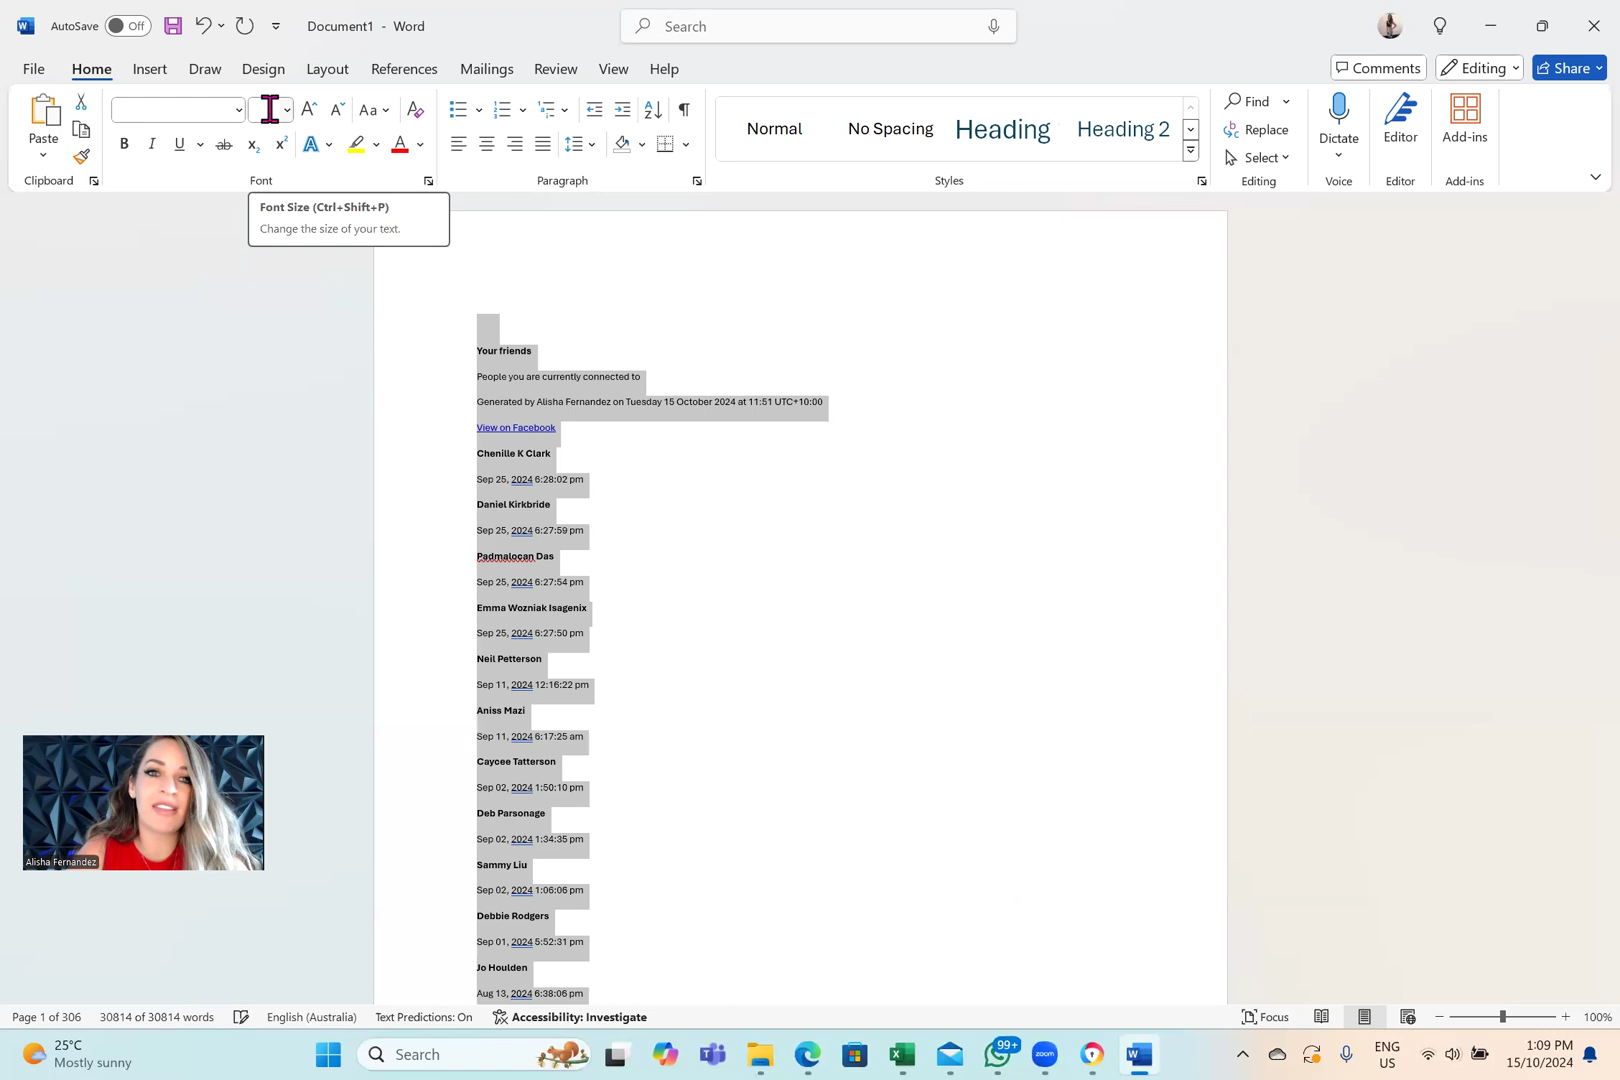 AutoSave Off Document1 - Word Search
File Home Insert Draw Design Layout References Mailings Review View Help Comments Editing Share
Paste Aa Normal No Spacing Heading Heading 2 Find Replace Select Dictate Editor Add-ins
Clipboard Font Paragraph Styles Editing Voice Editor Add-ins
Font Size (Ctrl+Shift+P)
Change the size of your text.
Your friends
People you are currently connected to
Generated by Alisha Fernandez on Tuesday 15 October 2024 at 11:51 UTC+10:00
View on Facebook
Chenille K Clark
Sep 25, 2024 6:28:02 pm
Daniel Kirkbride
Sep 25, 2024 6:27:59 pm
Padmalocan Das
Sep 25, 2024 6:27:54 pm
Emma Wozniak Isagenix
Sep 25, 2024 6:27:50 pm
Neil Petterson
Sep 11, 2024 12:16:22 pm
Aniss Mazi
Sep 11, 2024 6:17:25 am
Caycee Tatterson
Sep 02, 2024 1:50:10 pm
Deb Parsonage
Sep 02, 2024 1:34:35 pm
Sammy Liu
Sep 02, 2024 1:06:06 pm
Debbie Rodgers
Sep 01, 2024 5:52:31 pm
Jo Houlden
Aug 13, 2024 6:38:06 pm
Alisha Fernandez
Page 1 of 306 30814 of 30814 words English (Australia) Text Predictions: On Accessibility: Investigate Focus 100%
25°C
Mostly sunny
Search
99+
zoom
ENG
US
1:09 PM
15/10/2024